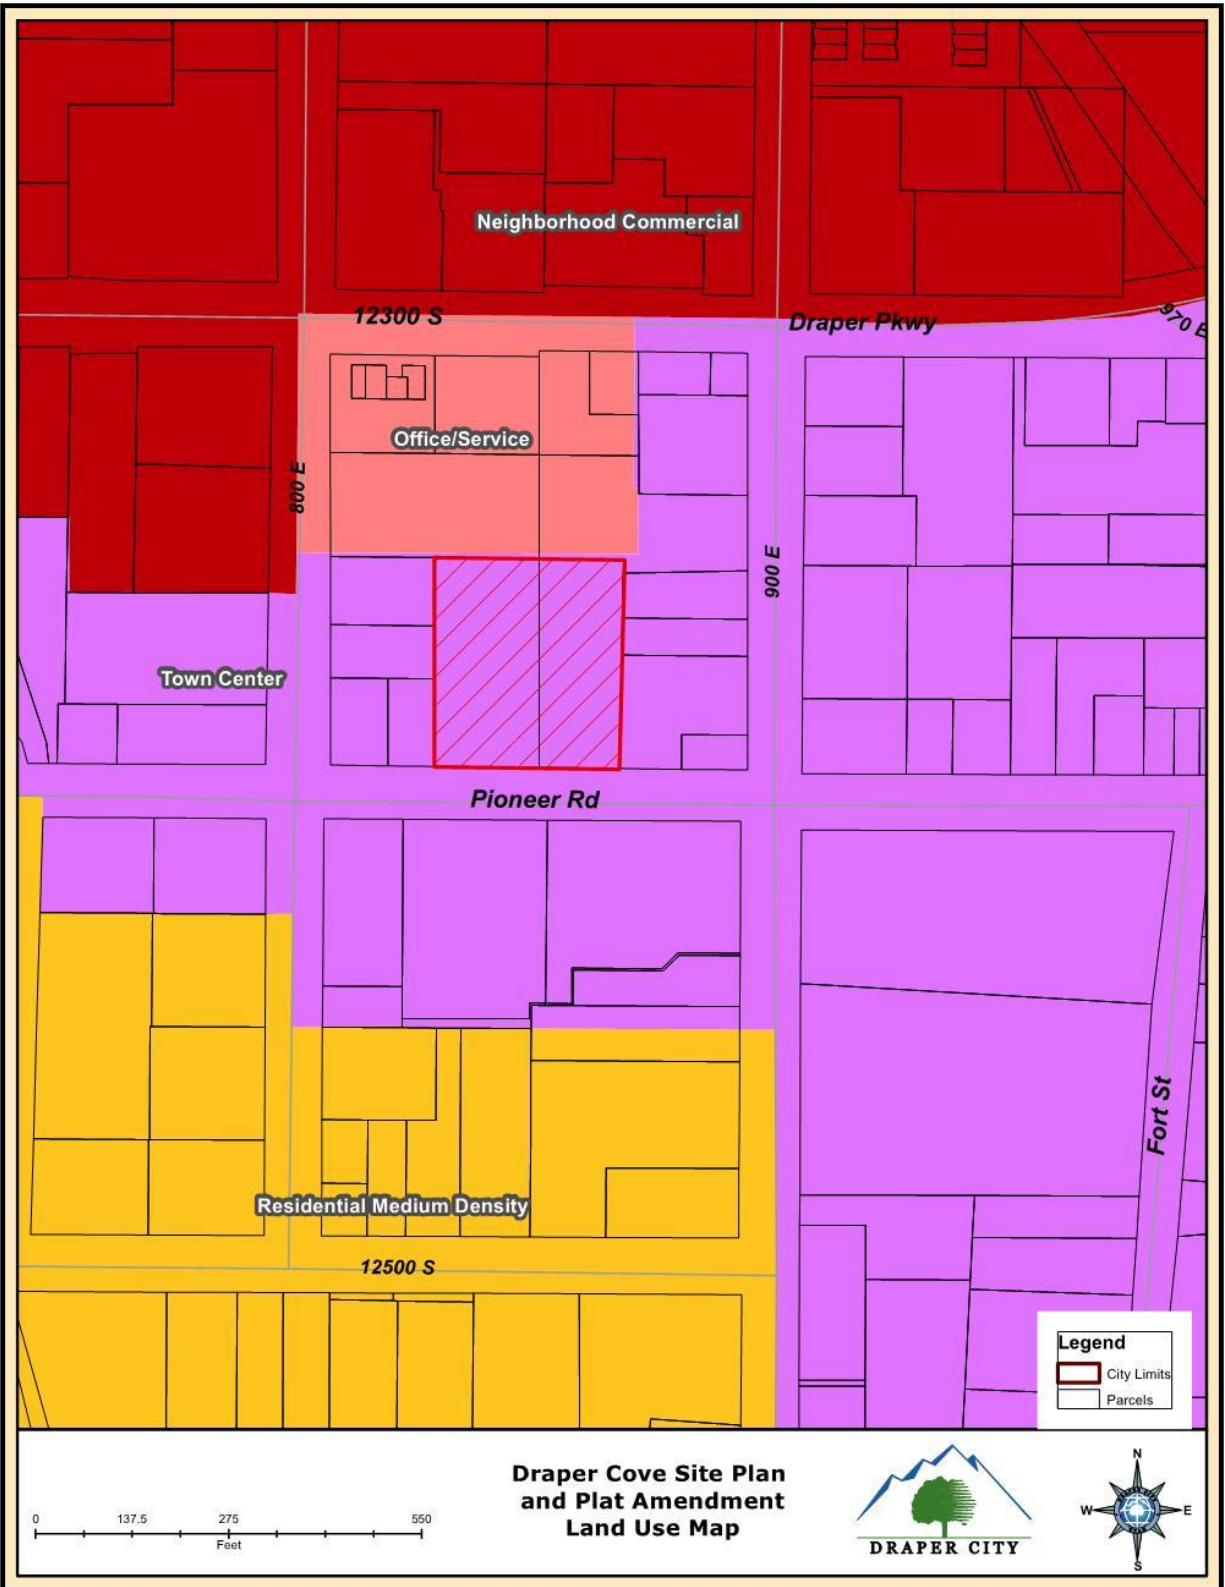 Neighborhood Commercial
12300 S
Draper Pkwy
970 E
Office/Service
800 E
900 E
Town Center
Pioneer Rd
Fort St
Residential Medium Density
12500 S
Legend
City Limits
Parcels
Draper Cove Site Plan
and Plat Amendment
Land Use Map
0 137.5 275 550
Feet
DRAPER CITY
N
W E
S